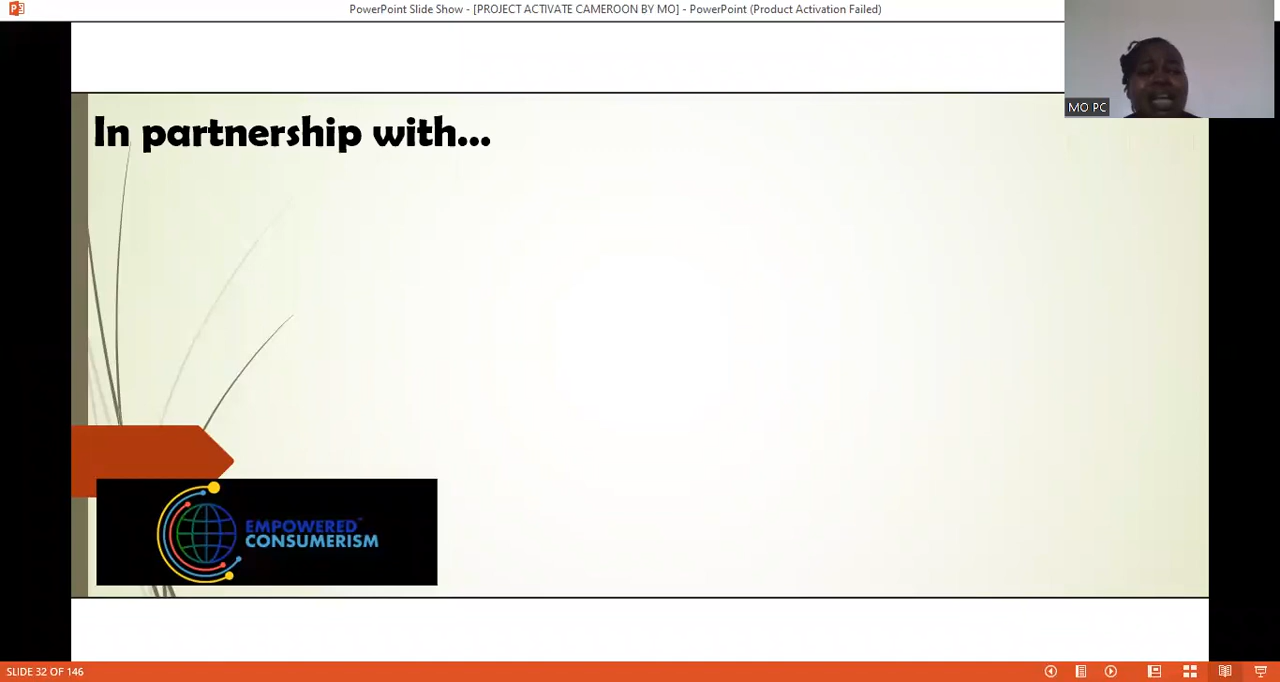 PowerPoint Slide Show - [PROJECT ACTIVATE CAMEROON BY MO] - PowerPoint (Product Activation Failed)
MO PC
In partnership with...
EMPOWERED™
CONSUMERISM
SLIDE 32 OF 146